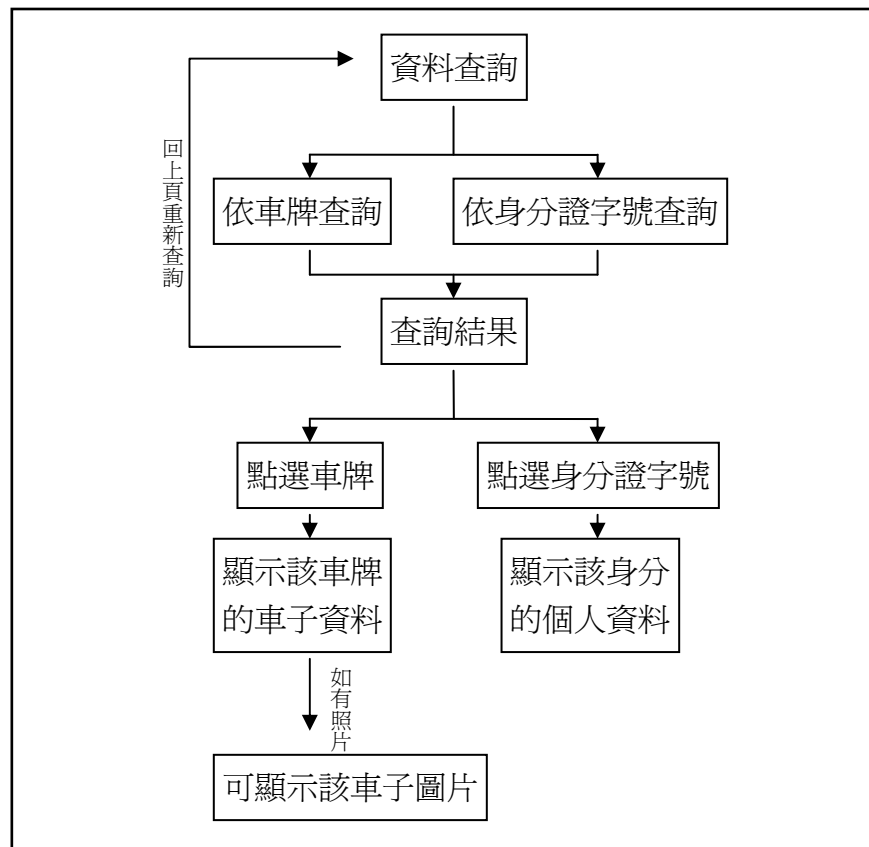 資料查詢
回上頁重新查詢
依車牌查詢
依身分證字號查詢
查詢結果
點選車牌
點選身分證字號
顯示該車牌
的車子資料
顯示該身分
的個人資料
如有照片
可顯示該車子圖片